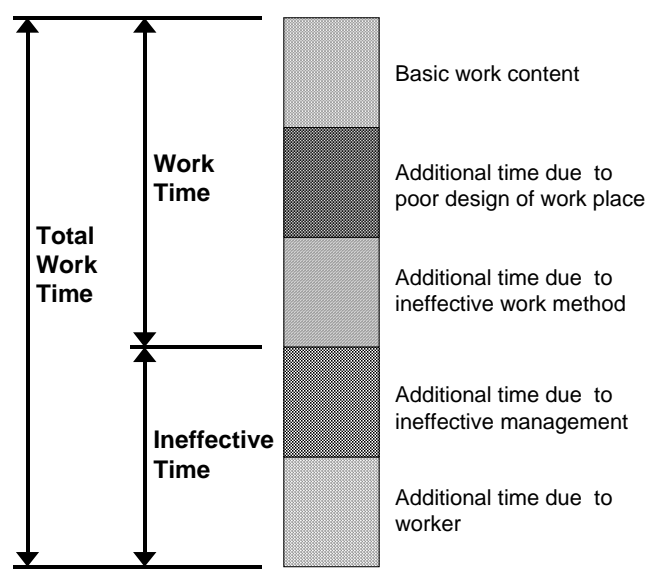 Basic work content
Work
Time
Additional time due to
poor design of work place
Total
Work
Time
Additional time due to
ineffective work method
Additional time due to
ineffective management
Ineffective
Time
Additional time due to
worker